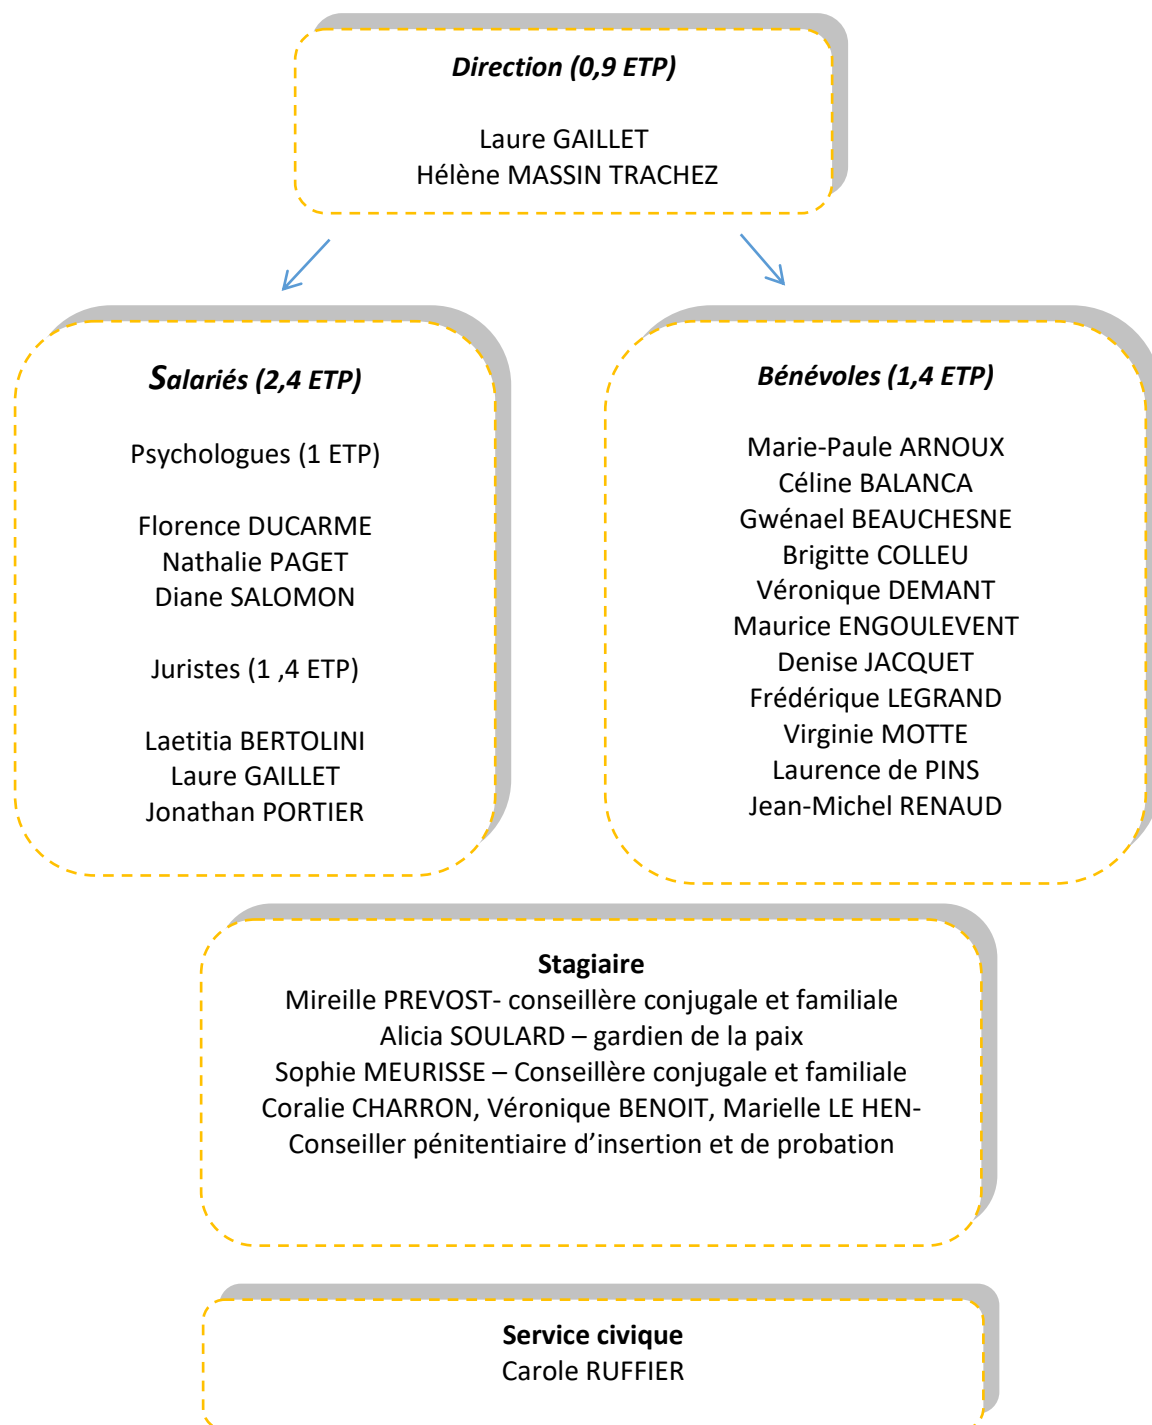 Direction (0,9 ETP)
Laure GAILLET
Hélène MASSIN TRACHEZ
Salariés (2,4 ETP)
Psychologues (1 ETP)
Florence DUCARME
Nathalie PAGET
Diane SALOMON
Juristes (1 ,4 ETP)
Laetitia BERTOLINI
Laure GAILLET
Jonathan PORTIER
Bénévoles (1,4 ETP)
Marie-Paule ARNOUX
Céline BALANCA
Gwénael BEAUCHESNE
Brigitte COLLEU
Véronique DEMANT
Maurice ENGOULEVENT
Denise JACQUET
Frédérique LEGRAND
Virginie MOTTE
Laurence de PINS
Jean-Michel RENAUD
Stagiaire
Mireille PREVOST- conseillère conjugale et familiale
Alicia SOULARD – gardien de la paix
Sophie MEURISSE – Conseillère conjugale et familiale
Coralie CHARRON, Véronique BENOIT, Marielle LE HEN-
Conseiller pénitentiaire d’insertion et de probation
Service civique
Carole RUFFIER